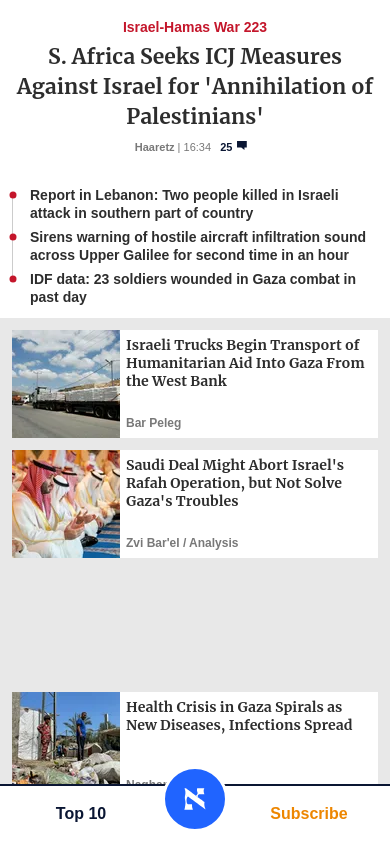 Israel-Hamas War 223
S. Africa Seeks ICJ Measures
Against Israel for 'Annihilation of
Palestinians'
Haaretz | 16:34 25
Report in Lebanon: Two people killed in Israeli
attack in southern part of country
Sirens warning of hostile aircraft infiltration sound
across Upper Galilee for second time in an hour
IDF data: 23 soldiers wounded in Gaza combat in
past day
Israeli Trucks Begin Transport of
Humanitarian Aid Into Gaza From
the West Bank
Bar Peleg
Saudi Deal Might Abort Israel's
Rafah Operation, but Not Solve
Gaza's Troubles
Zvi Bar'el / Analysis
Health Crisis in Gaza Spirals as
New Diseases, Infections Spread
Top 10
א
Subscribe